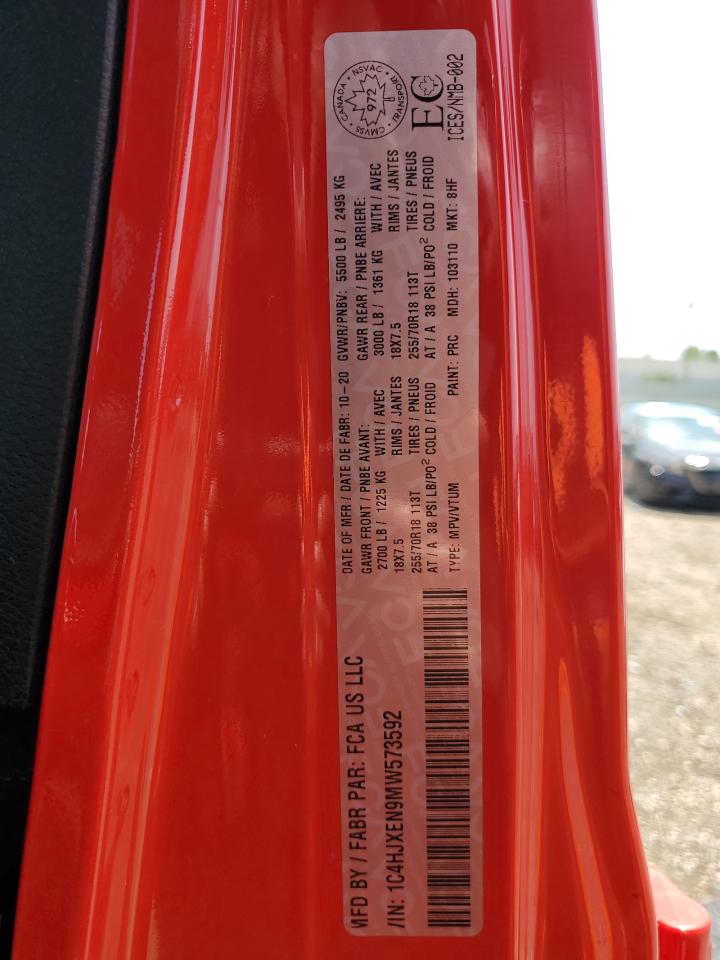 MFD BY / FABR PAR: FCA US LLC
DATE OF MFR / DATE DE FABR: 10-20 GVWR/PNBV: 5500 LB / 2495 KG
GAWR FRONT / PNBE AVANT: GAWR REAR / PNBE ARRIERE:
2700 LB / 1225 KG WITH / AVEC 3000 LB / 1361 KG WITH / AVEC
18X7.5 RIMS / JANTES 18X7.5 RIMS / JANTES
255/70R18 113T TIRES / PNEUS 255/70R18 113T TIRES / PNEUS
AT / A 38 PSI LB/PO² COLD / FROID AT / A 38 PSI LB/PO² COLD / FROID
/IN: 1C4HJXEN9MW573592
TYPE: MPV/VTUM PAINT: PRC MDH: 103110 MKT: 8HF
CANADA NSVAC TRANSPORT CMVSS
972
EC
ICES/NMB-002